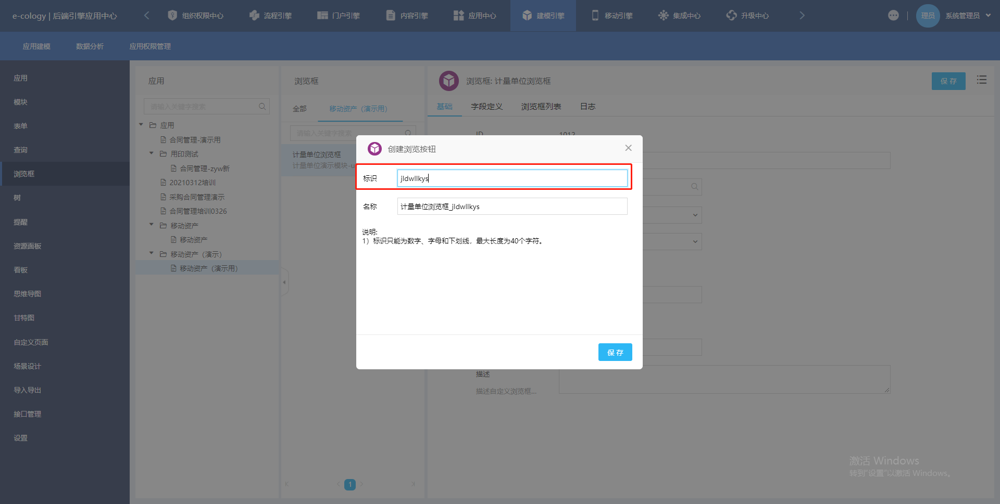 e-cology | 后端引擎应用中心
组织权限中心
流程引擎
门户引擎
内容引擎
应用中心
建模引擎
移动引擎
集成中心
升级中心
理员
系统管理员
应用建模
数据分析
应用权限管理
应用
模块
表单
查询
浏览框
树
提醒
资源面板
看板
思维导图
甘特图
自定义页面
场景设计
导入导出
接口管理
设置
应用
请输入关键字搜索
应用
合同管理-演示用
用印测试
合同管理-zyw新
20210312培训
采购合同管理演示
合同管理培训0326
移动资产
移动资产
移动资产（演示）
移动资产（演示用）
浏览框
全部
移动资产（演示用）
请输入关键字搜索
计量单位浏览框
计量单位演示模块-u
1
浏览框: 计量单位浏览框
保 存
基础
字段定义
浏览框列表
日志
ID
1012
创建浏览按钮
标识
jldwllkys
名称
计量单位浏览框_jldwllkys
说明:
1）标识只能为数字、字母和下划线，最大长度为40个字符。
保 存
描述
描述自定义浏览框...
激活 Windows
转到"设置"以激活 Windows。